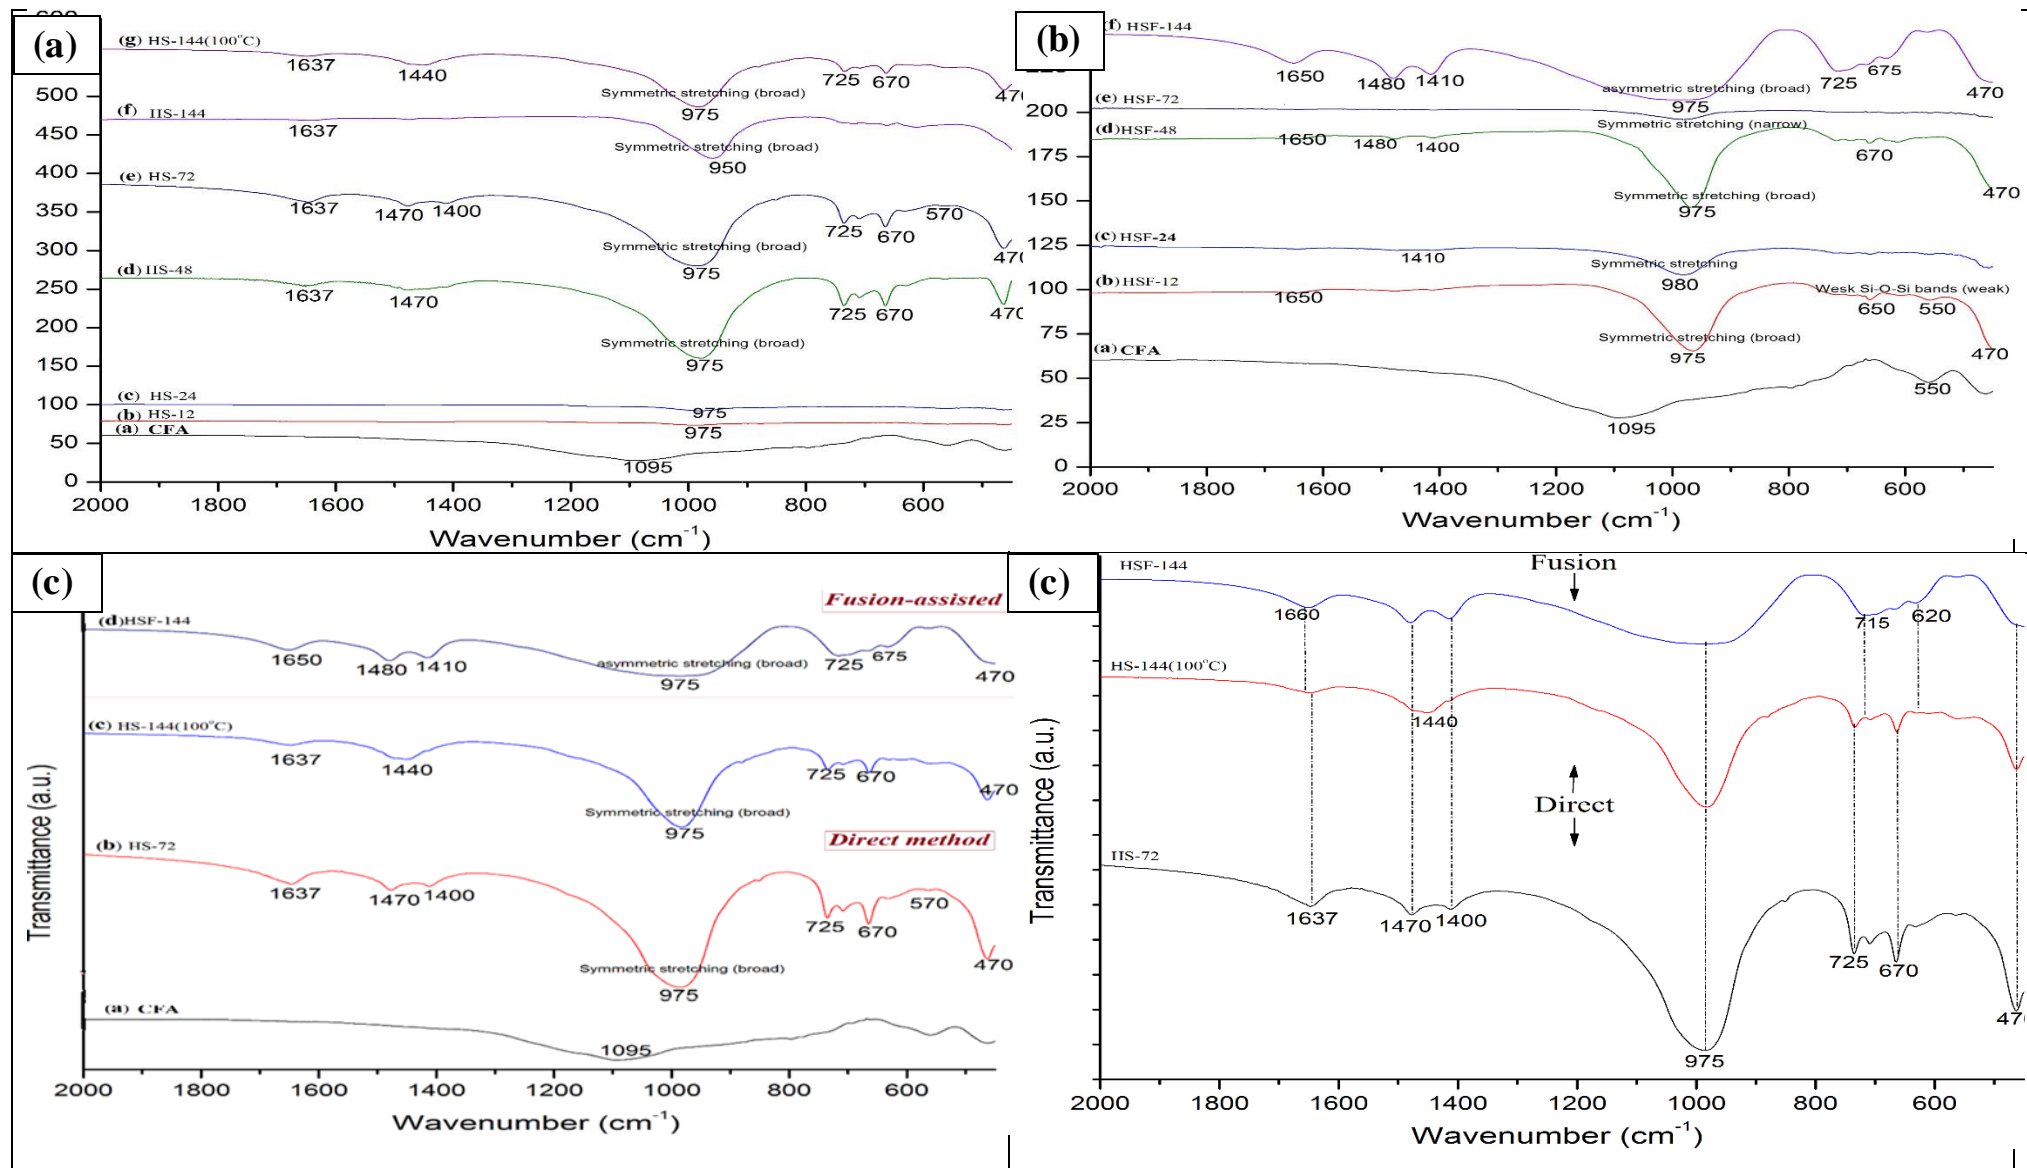 (a)
600
(g) HS-144(100°C)
1637
1440
725
670
470
Symmetric stretching (broad)
975
500
(f) HS-144
1637
450
Symmetric stretching (broad)
950
400
(e) HS-72
1637
1470
1400
570
350
725
670
Symmetric stretching (broad)
470
300
975
(d) HS-48
1637
1470
250
725
670
470
200
Symmetric stretching (broad)
150
975
(c) HS-24
100
975
(b) HS-12
975
(a) CFA
50
1095
0
2000
1800
1600
1400
1200
1000
800
600
Wavenumber (cm-1)
(b)
(f) HSF-144
1650
1480
1410
725
675
asymmetric stretching (broad)
470
975
(e) HSF-72
200
Symmetric stretching (narrow)
(d)HSF-48
1650
1480
1400
670
175
Symmetric stretching (broad)
470
150
975
(c) HSF-24
125
1410
Symmetric stretching
980
(b) HSF-12
100
1650
Wesk Si-O-Si bands (weak)
650
550
75
Symmetric stretching (broad)
975
470
(a) CFA
50
550
25
1095
0
2000
1800
1600
1400
1200
1000
800
600
Wavenumber (cm-1)
(c)
Fusion-assisted
(d)HSF-144
1650
1480
1410
725
675
asymmetric stretching (broad)
975
470
(c) HS-144(100°C)
1637
1440
725
670
470
Symmetric stretching (broad)
975
Direct method
(b) HS-72
1637
1470
1400
570
725
670
Symmetric stretching (broad)
470
975
(a) CFA
1095
Transmittance (a.u.)
2000
1800
1600
1400
1200
1000
800
600
Wavenumber (cm-1)
(c)
HSF-144
Fusion
1660
715
620
HS-144(100°C)
1440
Direct
HS-72
1637
1470
1400
725
670
470
975
Transmittance (a.u.)
2000
1800
1600
1400
1200
1000
800
600
Wavenumber (cm-1)